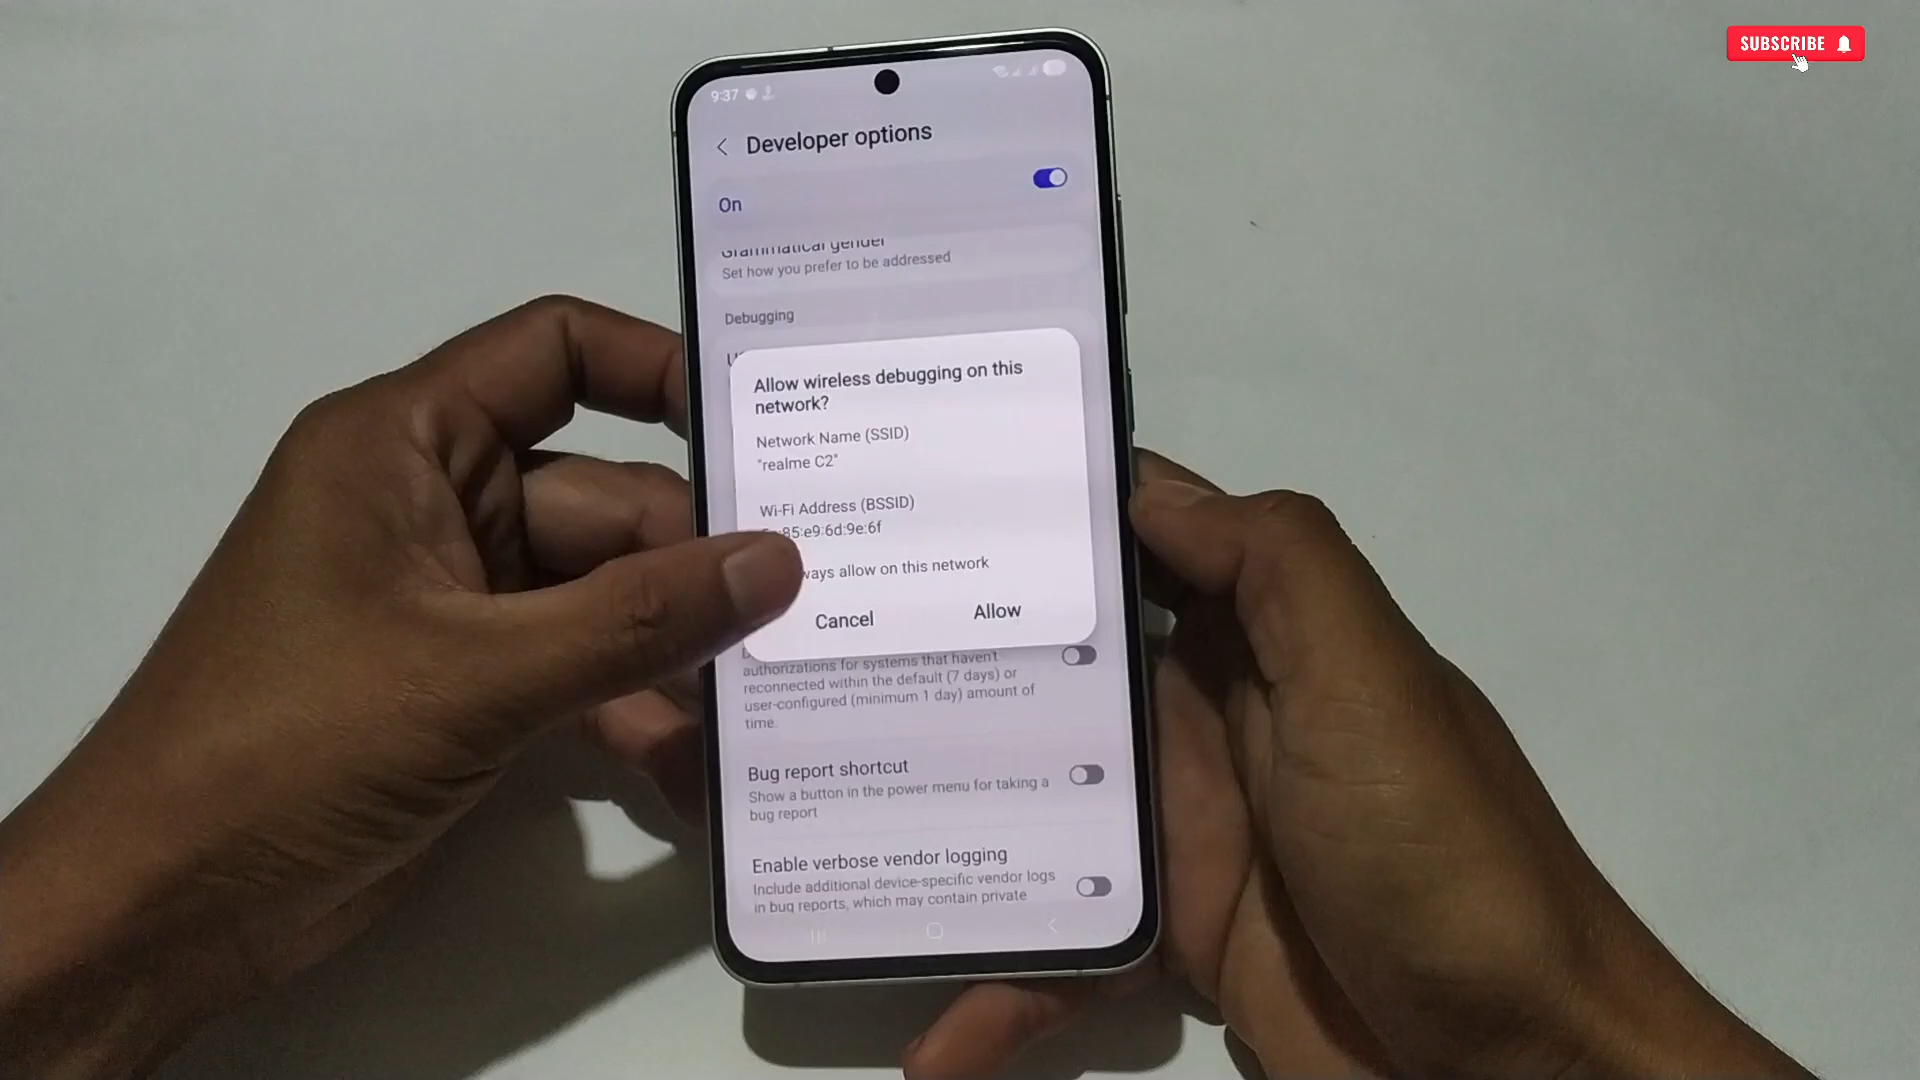 SUBSCRIBE
9:37
Developer options
On
Grammatical gender
Set how you prefer to be addressed
Debugging
Allow wireless debugging on this
network?
Network Name (SSID)
"realme C2"
Wi-Fi Address (BSSID)
85:e9:6d:9e:6f
ways allow on this network
Cancel
Allow
authorizations for systems that haven't
reconnected within the default (7 days) or
user-configured (minimum 1 day) amount of
time.
Bug report shortcut
Show a button in the power menu for taking a
bug report
Enable verbose vendor logging
Include additional device-specific vendor logs
in bug reports, which may contain private